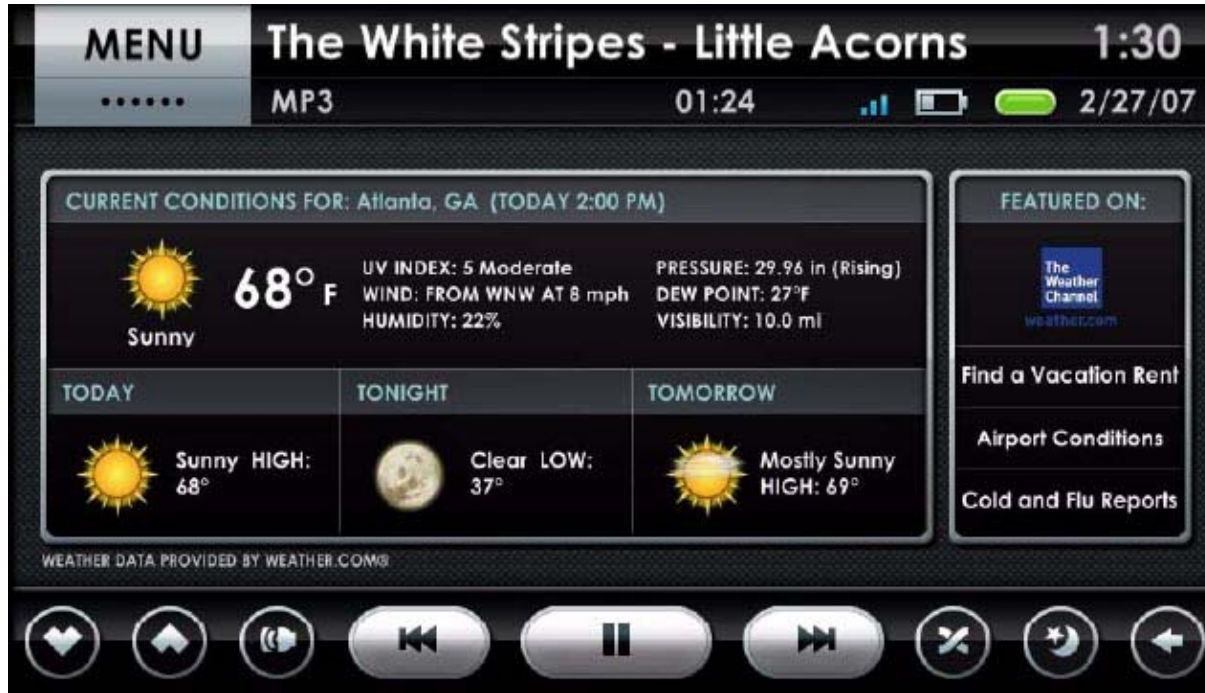 MENU
The White Stripes - Little Acorns
1:30
MP3
01:24
2/27/07
CURRENT CONDITIONS FOR: Atlanta, GA (TODAY 2:00 PM)
68° F
Sunny
UV INDEX: 5 Moderate
WIND: FROM WNW AT 8 mph
HUMIDITY: 22%
PRESSURE: 29.96 in (Rising)
DEW POINT: 27°F
VISIBILITY: 10.0 mi
TODAY
Sunny HIGH:
68°
TONIGHT
Clear LOW:
37°
TOMORROW
Mostly Sunny
HIGH: 69°
FEATURED ON:
The
Weather
Channel
weather.com
Find a Vacation Rent
Airport Conditions
Cold and Flu Reports
WEATHER DATA PROVIDED BY WEATHER.COM®